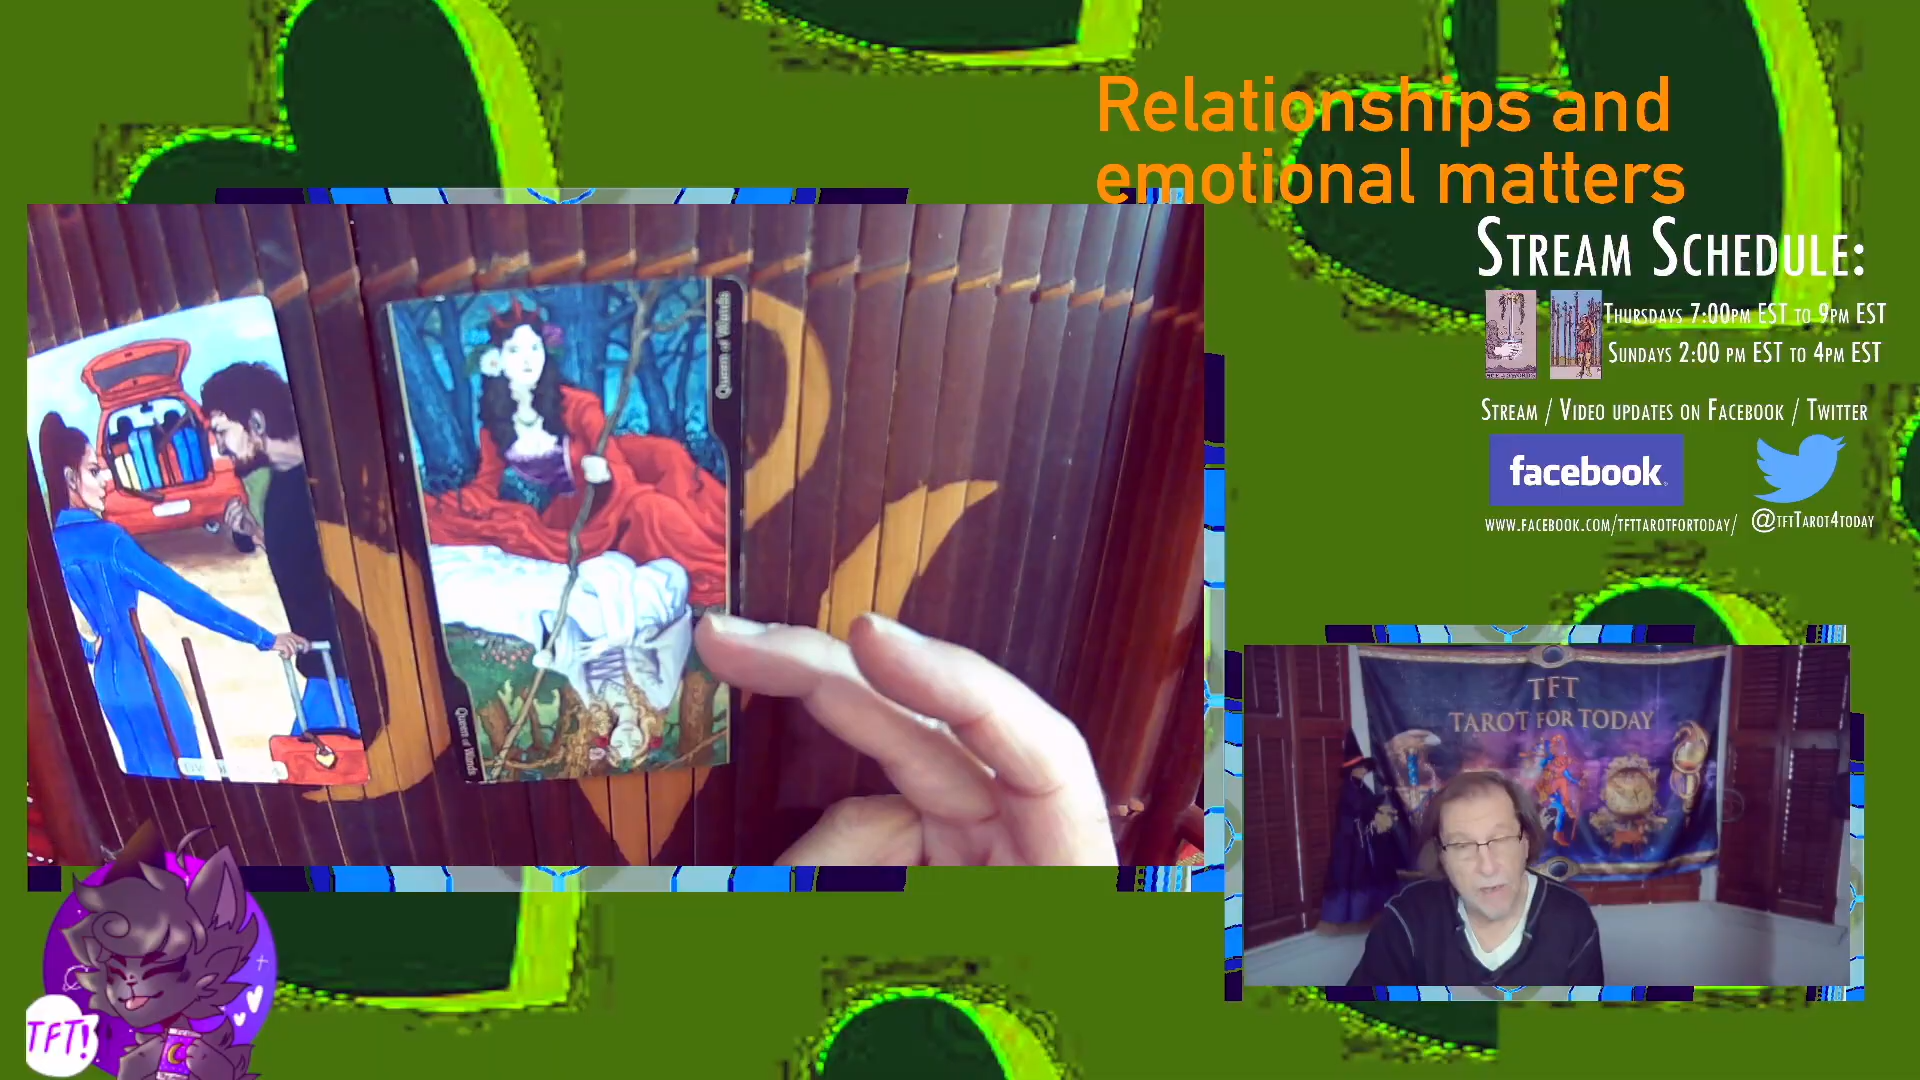 Relationships and
emotional matters
Stream Schedule:
Thursdays 7:00pm EST to 9pm EST
Sundays 2:00 pm EST to 4pm EST
Stream / Video updates on Facebook / Twitter
facebook
www.facebook.com/tfttarotfortoday/
@tftTarot4today
Queen of Wands
Queen of Wands
TFT
TAROT FOR TODAY
TFT!